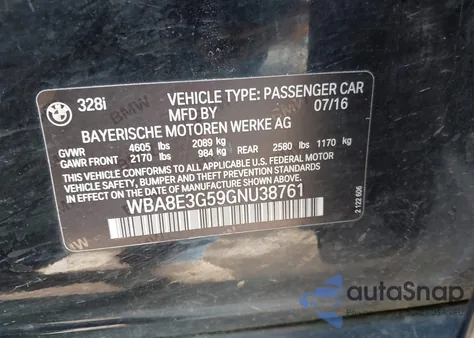 328i VEHICLE TYPE: PASSENGER CAR
MFD BY 07/16
BAYERISCHE MOTOREN WERKE AG
GVWR 4605 lbs 2089 kg
GAWR FRONT 2170 lbs 984 kg REAR 2580 lbs 1170 kg
THIS VEHICLE CONFORMS TO ALL APPLICABLE U.S. FEDERAL MOTOR
VEHICLE SAFETY, BUMPER, AND THEFT PREVENTION STANDARDS IN
EFFECT ON THE DATE OF MANUFACTURE SHOWN ABOVE.
WBA8E3G59GNU38761
2 122 606
autoSnap